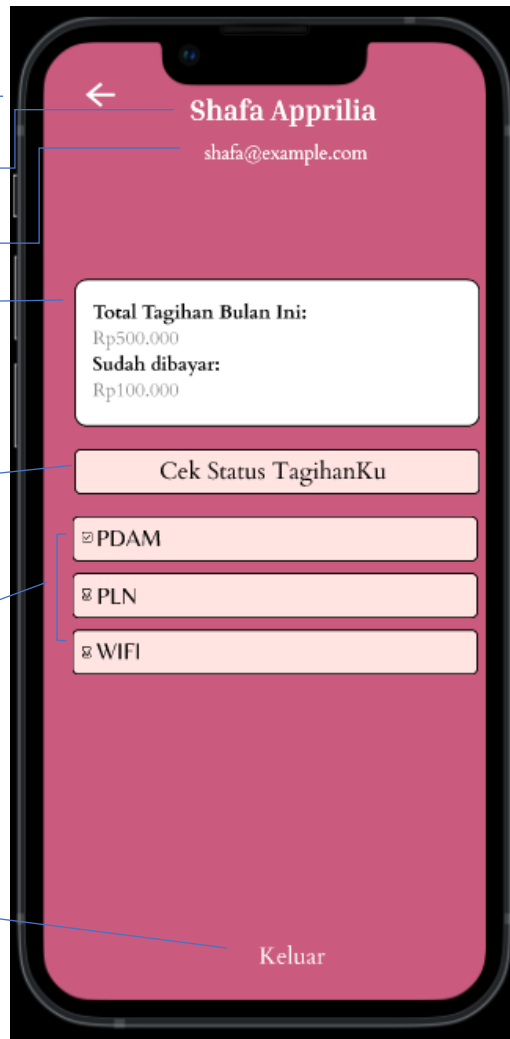 Shafa Apprilia
shafa@example.com
Total Tagihan Bulan Ini:
Rp500.000
Sudah dibayar:
Rp100.000
Cek Status TagihanKu
PDAM
PLN
WIFI
Keluar